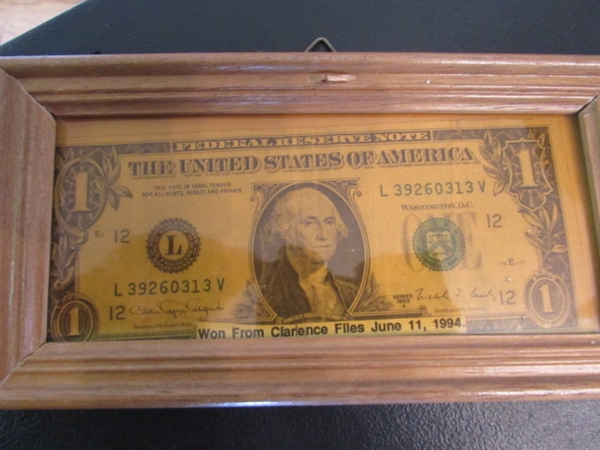 FEDERAL RESERVE NOTE
THE UNITED STATES OF AMERICA
1
1
THIS NOTE IS LEGAL TENDER
FOR ALL DEBTS, PUBLIC AND PRIVATE
L 39260313 V
WASHINGTON, D.C.
12
L
ONE
12
L 39260313 V
12
SERIES
12
1
1
Won From Clarence Files June 11, 1994.